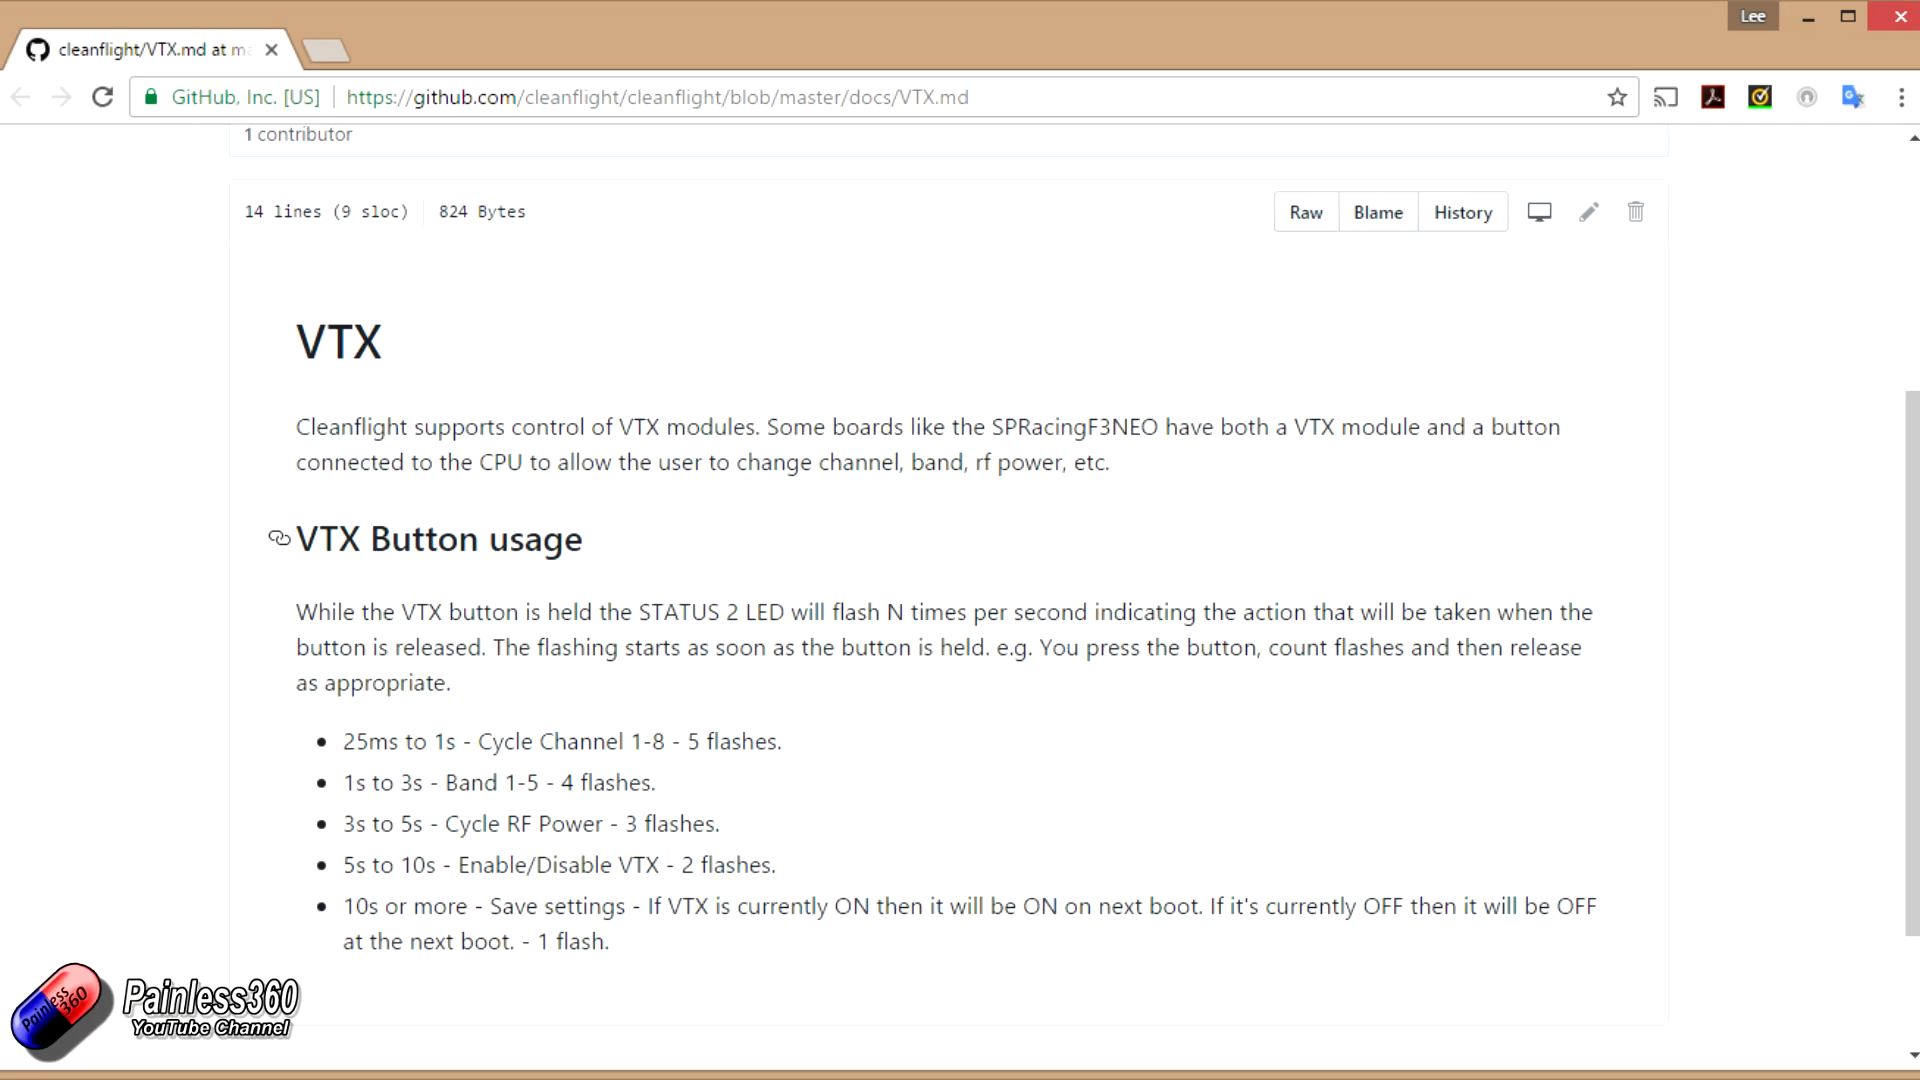 Lee
cleanflight/VTX.md at ma
GitHub, Inc. [US] https://github.com/cleanflight/cleanflight/blob/master/docs/VTX.md
1 contributor
14 lines (9 sloc) 824 Bytes
Raw Blame History
VTX
Cleanflight supports control of VTX modules. Some boards like the SPRacingF3NEO have both a VTX module and a button
connected to the CPU to allow the user to change channel, band, rf power, etc.
VTX Button usage
While the VTX button is held the STATUS 2 LED will flash N times per second indicating the action that will be taken when the
button is released. The flashing starts as soon as the button is held. e.g. You press the button, count flashes and then release
as appropriate.
• 25ms to 1s - Cycle Channel 1-8 - 5 flashes.
• 1s to 3s - Band 1-5 - 4 flashes.
• 3s to 5s - Cycle RF Power - 3 flashes.
• 5s to 10s - Enable/Disable VTX - 2 flashes.
• 10s or more - Save settings - If VTX is currently ON then it will be ON on next boot. If it's currently OFF then it will be OFF
at the next boot. - 1 flash.
Painless360
Painless360
YouTube Channel